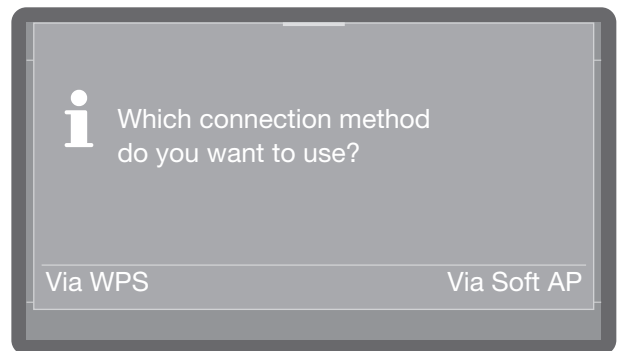 Which connection method
do you want to use?
Via WPS Via Soft AP